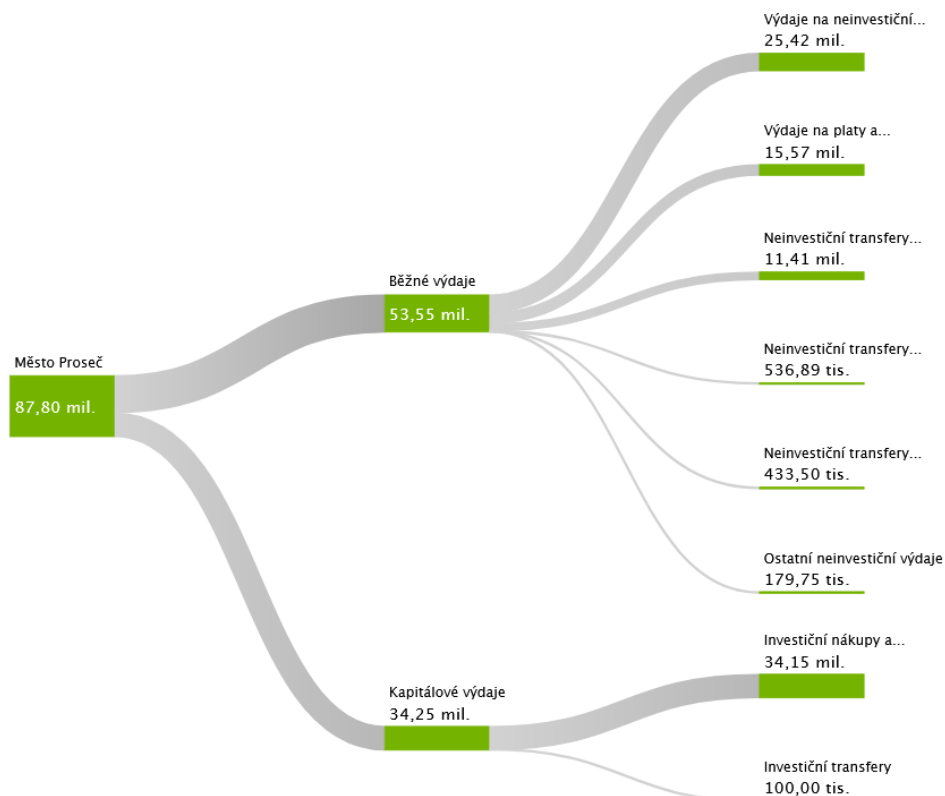 Výdaje na neinvestiční...
25,42 mil.
Výdaje na platy a...
15,57 mil.
Neinvestiční transfery...
11,41 mil.
Běžné výdaje
53,55 mil.
Neinvestiční transfery...
536,89 tis.
Město Proseč
87,80 mil.
Neinvestiční transfery...
433,50 tis.
Ostatní neinvestiční výdaje
179,75 tis.
Investiční nákupy a...
34,15 mil.
Kapitálové výdaje
34,25 mil.
Investiční transfery
100,00 tis.